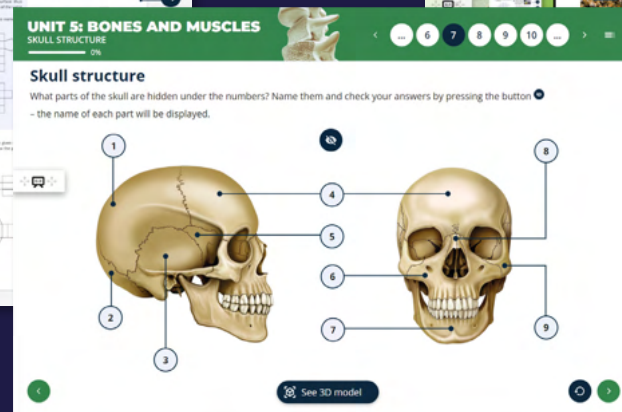 UNIT 5: BONES AND MUSCLES
SKULL STRUCTURE
0%
... 6 7 8 9 10 ...
Skull structure
What parts of the skull are hidden under the numbers? Name them and check your answers by pressing the button
– the name of each part will be displayed.
1
8
4
5
6
2
7
9
3
See 3D model